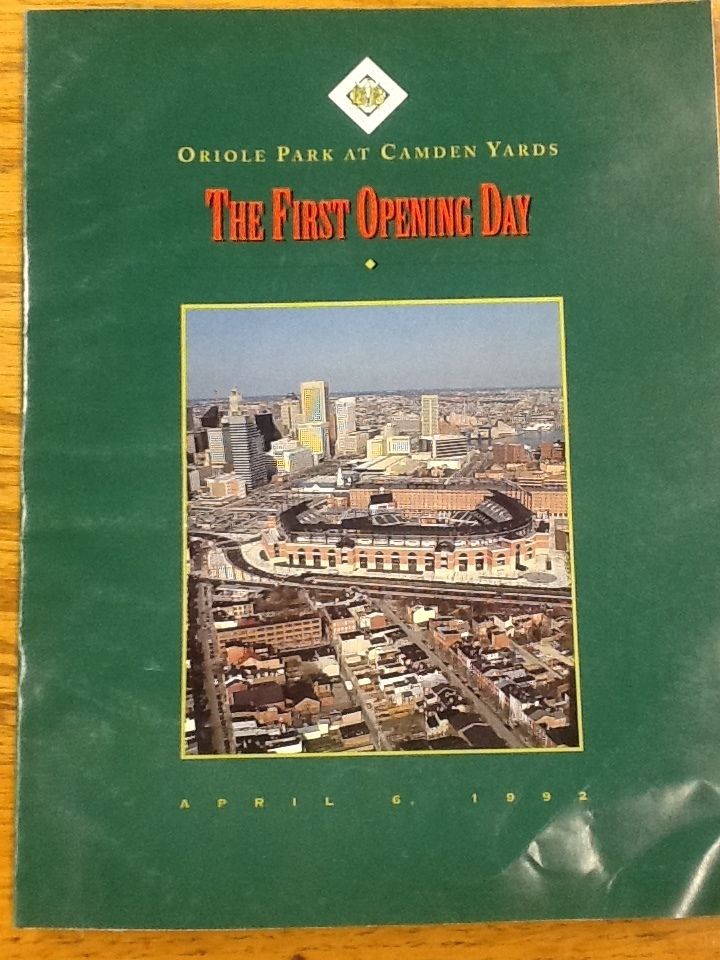 ORIOLE PARK AT CAMDEN YARDS
THE FIRST OPENING DAY
APRIL 6, 1992